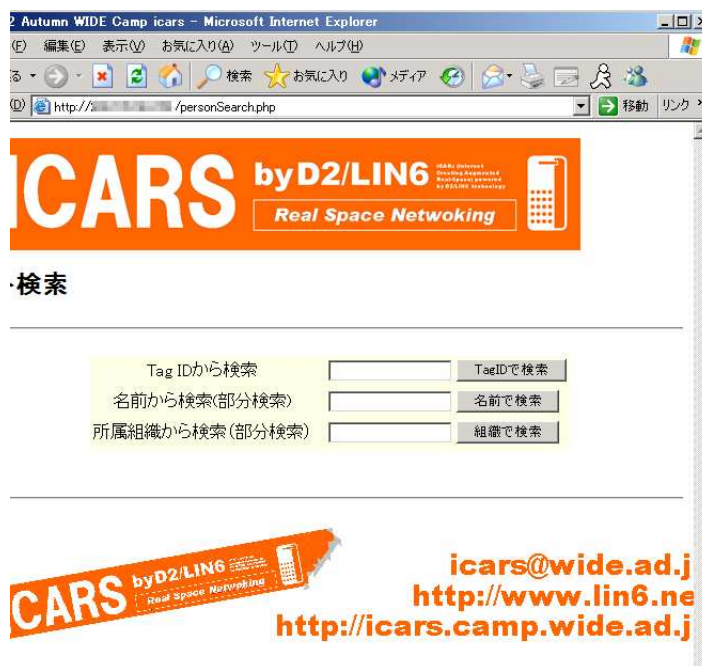 2 Autumn WIDE Camp icars - Microsoft Internet Explorer
(F) 編集(E) 表示(V) お気に入り(A) ツール(T) ヘルプ(H)
検索 お気に入り メディア
(D) http:// /personSearch.php 移動 リンク
ICARS byD2/LIN6
Real Space Netwoking
検索
Tag IDから検索 TagIDで検索
名前から検索(部分検索) 名前で検索
所属組織から検索(部分検索) 組織で検索
CARS byD2/LIN6
Real Space Netwoking
icars@wide.ad.j
http://www.lin6.ne
http://icars.camp.wide.ad.j